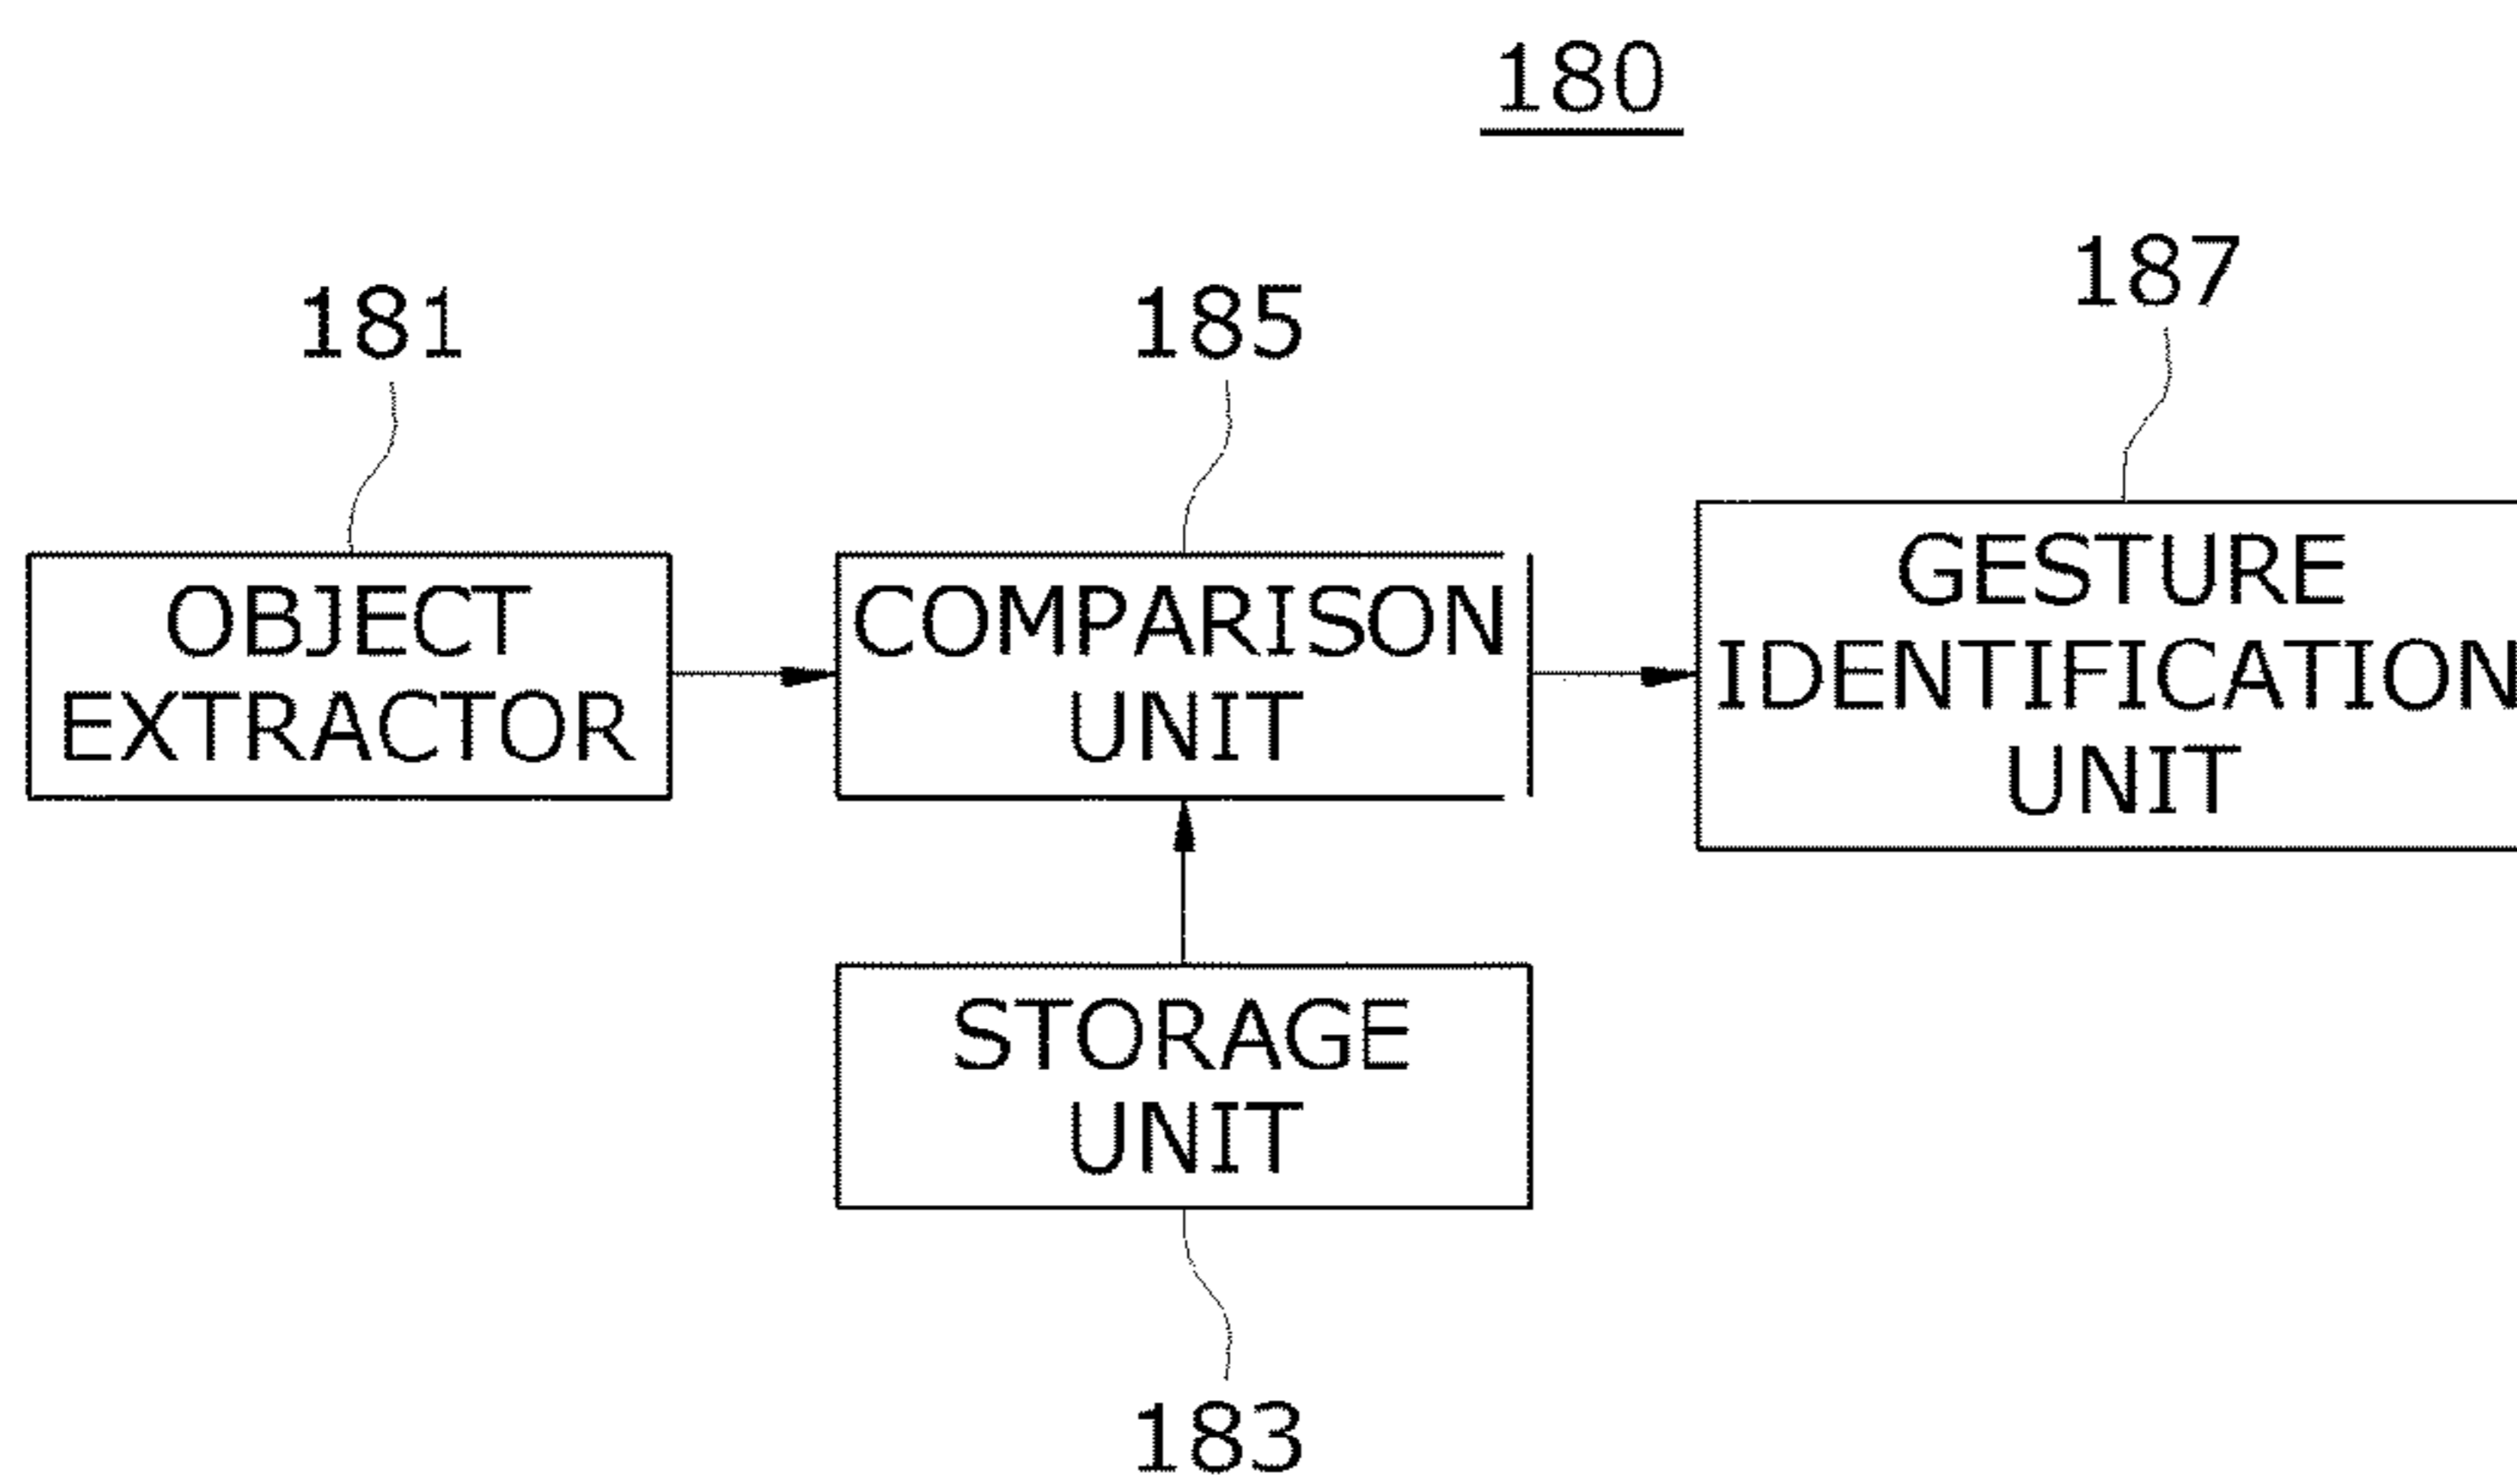 180
181
185
187
OBJECT
EXTRACTOR
COMPARISON
UNIT
GESTURE
IDENTIFICATION
UNIT
STORAGE
UNIT
183